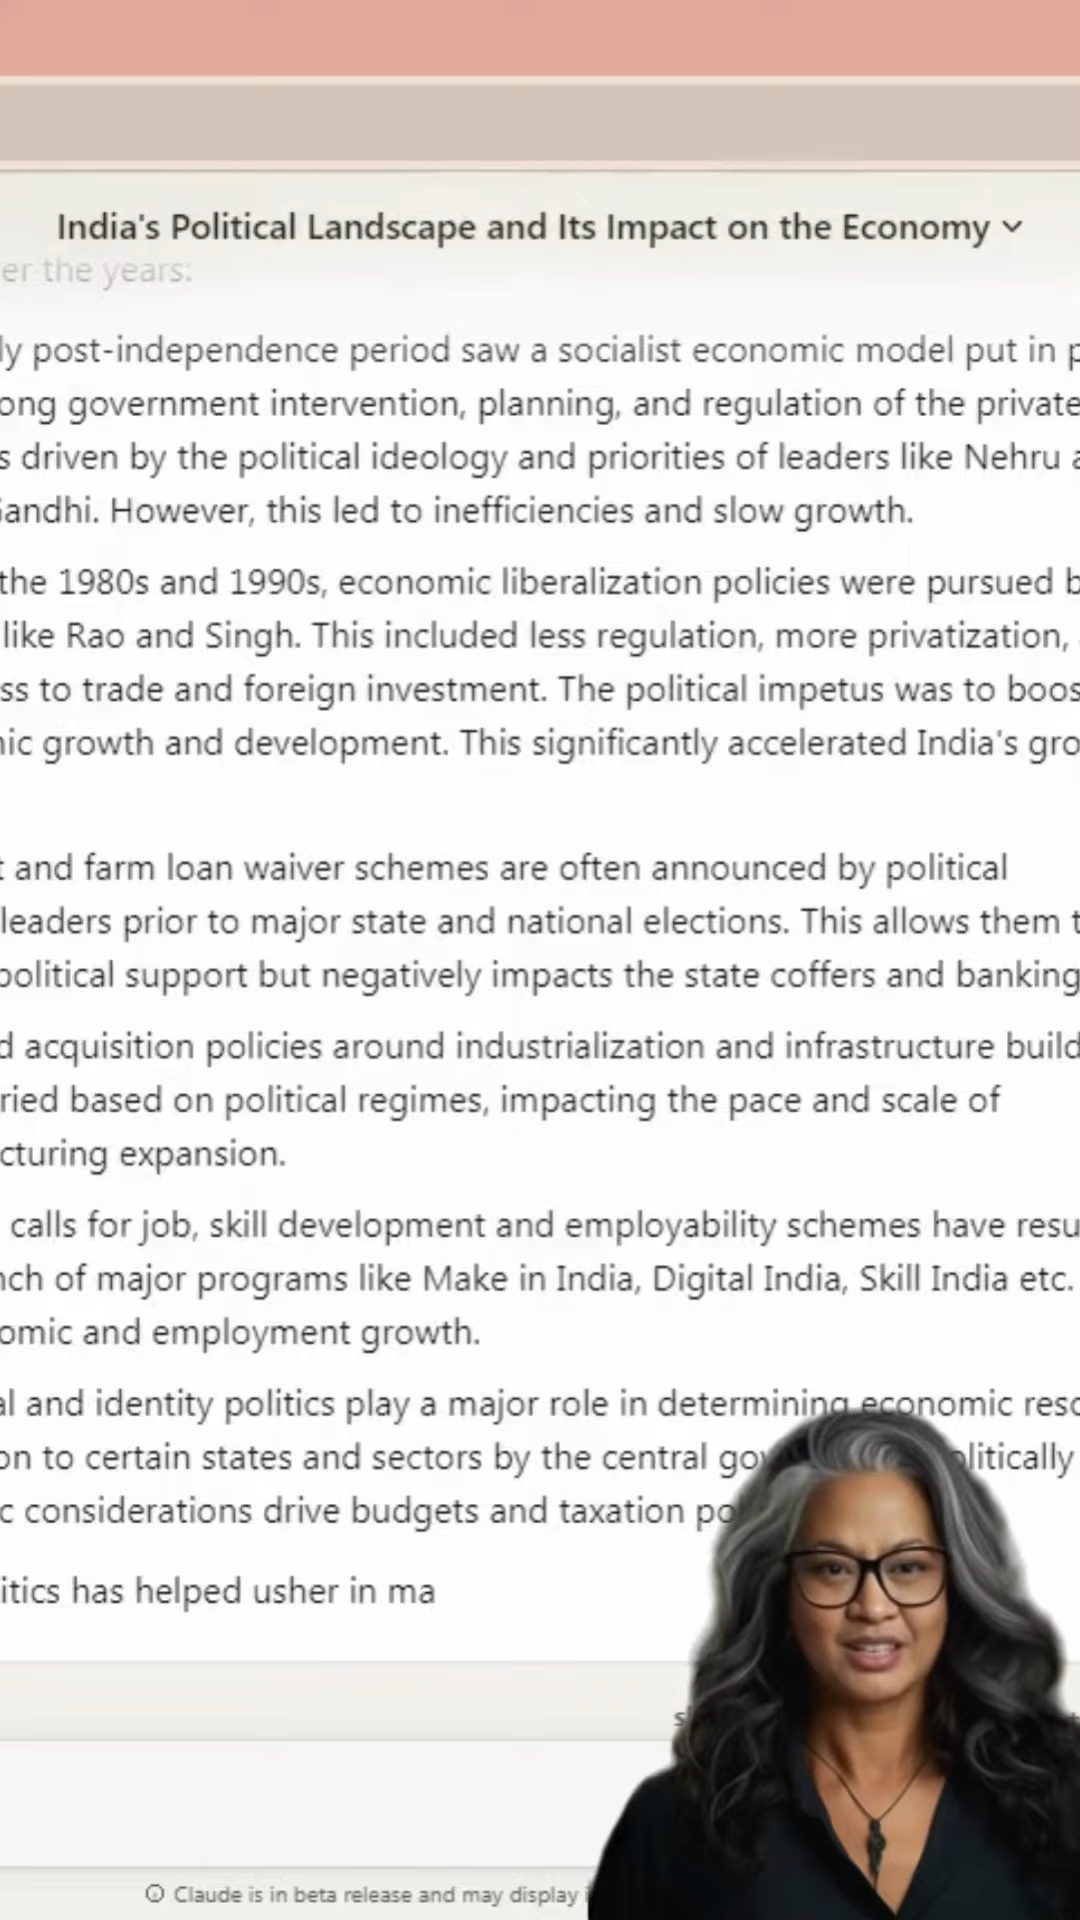 India's Political Landscape and Its Impact on the Economy
er the years:
ly post-independence period saw a socialist economic model put in p
ong government intervention, planning, and regulation of the private
s driven by the political ideology and priorities of leaders like Nehru a
Gandhi. However, this led to inefficiencies and slow growth.
the 1980s and 1990s, economic liberalization policies were pursued b
like Rao and Singh. This included less regulation, more privatization,
ss to trade and foreign investment. The political impetus was to boos
nic growth and development. This significantly accelerated India's gro
t and farm loan waiver schemes are often announced by political
leaders prior to major state and national elections. This allows them t
political support but negatively impacts the state coffers and banking
d acquisition policies around industrialization and infrastructure build
ried based on political regimes, impacting the pace and scale of
cturing expansion.
calls for job, skill development and employability schemes have resu
nch of major programs like Make in India, Digital India, Skill India etc.
omic and employment growth.
al and identity politics play a major role in determining economic reso
on to certain states and sectors by the central gov litically
c considerations drive budgets and taxation po
itics has helped usher in ma
Claude is in beta release and may display